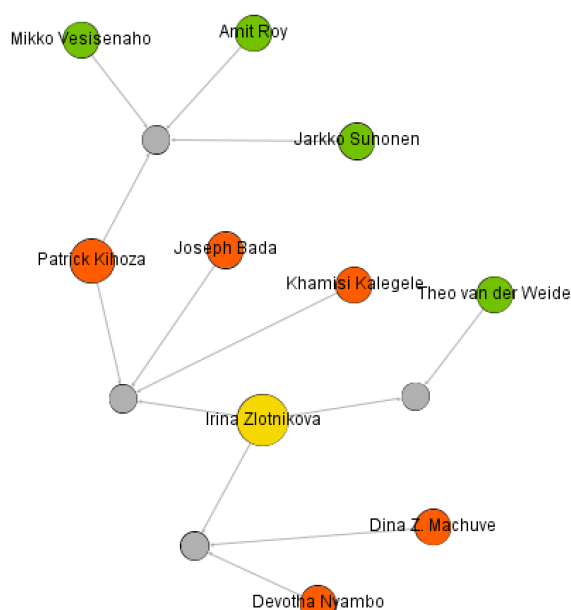 Mikko Vesisenaho
Amit Roy
Jarkko Suhonen
Patrick Kihoza
Joseph Bada
Khamisi Kalegele
Theo van der Weide
Irina Zlotnikova
Dina Z. Machuve
Devotha Nyambo